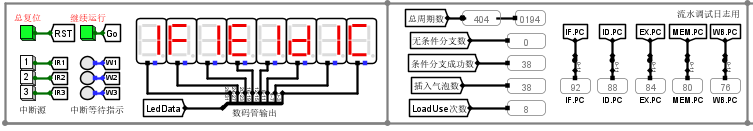 总复位 继续运行
RST Go
1 IR1 W1
2 IR2 W2
3 IR3 W3
中断源 中断等待指示
1F1E1d1C
LedData
数码管输出
总周期数 404 0194
无条件分支数 0
条件分支成功数 38
插入气泡数 38
LoadUse次数 8
流水调试日志用
IF.PC ID.PC EX.PC MEM.PC WB.PC
92 88 84 80 76
IF.PC ID.PC EX.PC MEM.PC WB.PC